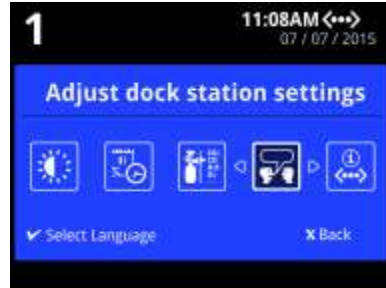 1
11:08AM
07 / 07 / 2015
Adjust dock station settings
Select Language
X Back